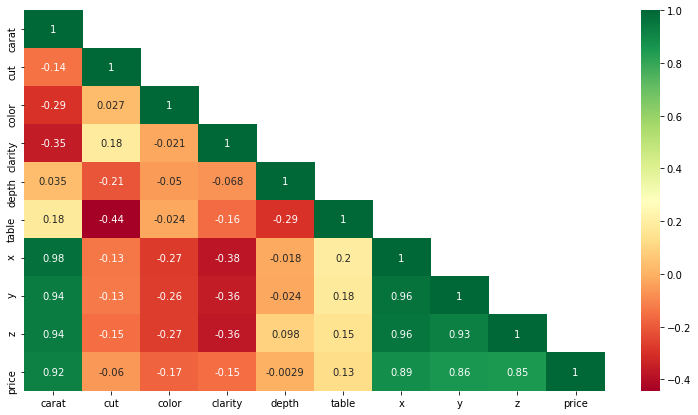 carat 1
cut -0.14 1
color -0.29 0.027 1
clarity -0.35 0.18 -0.021 1
depth 0.035 -0.21 -0.05 -0.068 1
table 0.18 -0.44 -0.024 -0.16 -0.29 1
x 0.98 -0.13 -0.27 -0.38 -0.018 0.2 1
y 0.94 -0.13 -0.26 -0.36 -0.024 0.18 0.96 1
z 0.94 -0.15 -0.27 -0.36 0.098 0.15 0.96 0.93 1
price 0.92 -0.06 -0.17 -0.15 -0.0029 0.13 0.89 0.86 0.85 1
carat cut color clarity depth table x y z price
1.0
0.8
0.6
0.4
0.2
0.0
−0.2
−0.4